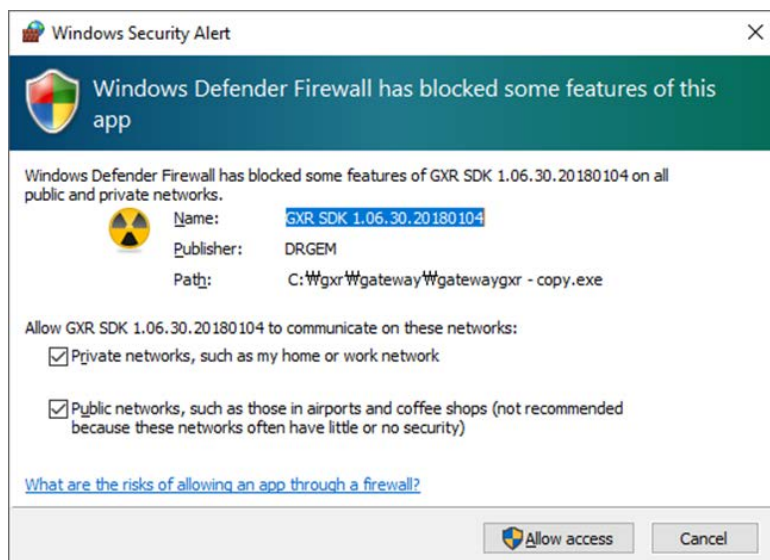 Windows Security Alert
Windows Defender Firewall has blocked some features of this
app
Windows Defender Firewall has blocked some features of GXR SDK 1.06.30.20180104 on all
public and private networks.
Name: GXR SDK 1.06.30.20180104
Publisher: DRGEM
Path: C:₩gxr₩gateway₩gatewaygxr - copy.exe
Allow GXR SDK 1.06.30.20180104 to communicate on these networks:
Private networks, such as my home or work network
Public networks, such as those in airports and coffee shops (not recommended
because these networks often have little or no security)
What are the risks of allowing an app through a firewall?
Allow access Cancel